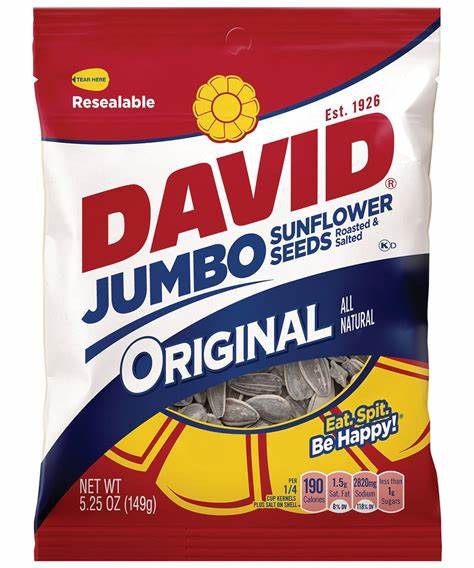 TEAR HERE
Resealable
Est. 1926
DAVID®
JUMBO
SUNFLOWER
SEEDS Roasted &
Salted
K D
ORIGINAL
ALL
NATURAL
Eat. Spit.
Be Happy!®
NET WT
5.25 OZ (149g)
PER
1/4
CUP KERNELS
PLUS SALT ON SHELL
190
Calories
1.5g
Sat. Fat
8% DV
2820mg
Sodium
118% DV
less than
1g
Sugars